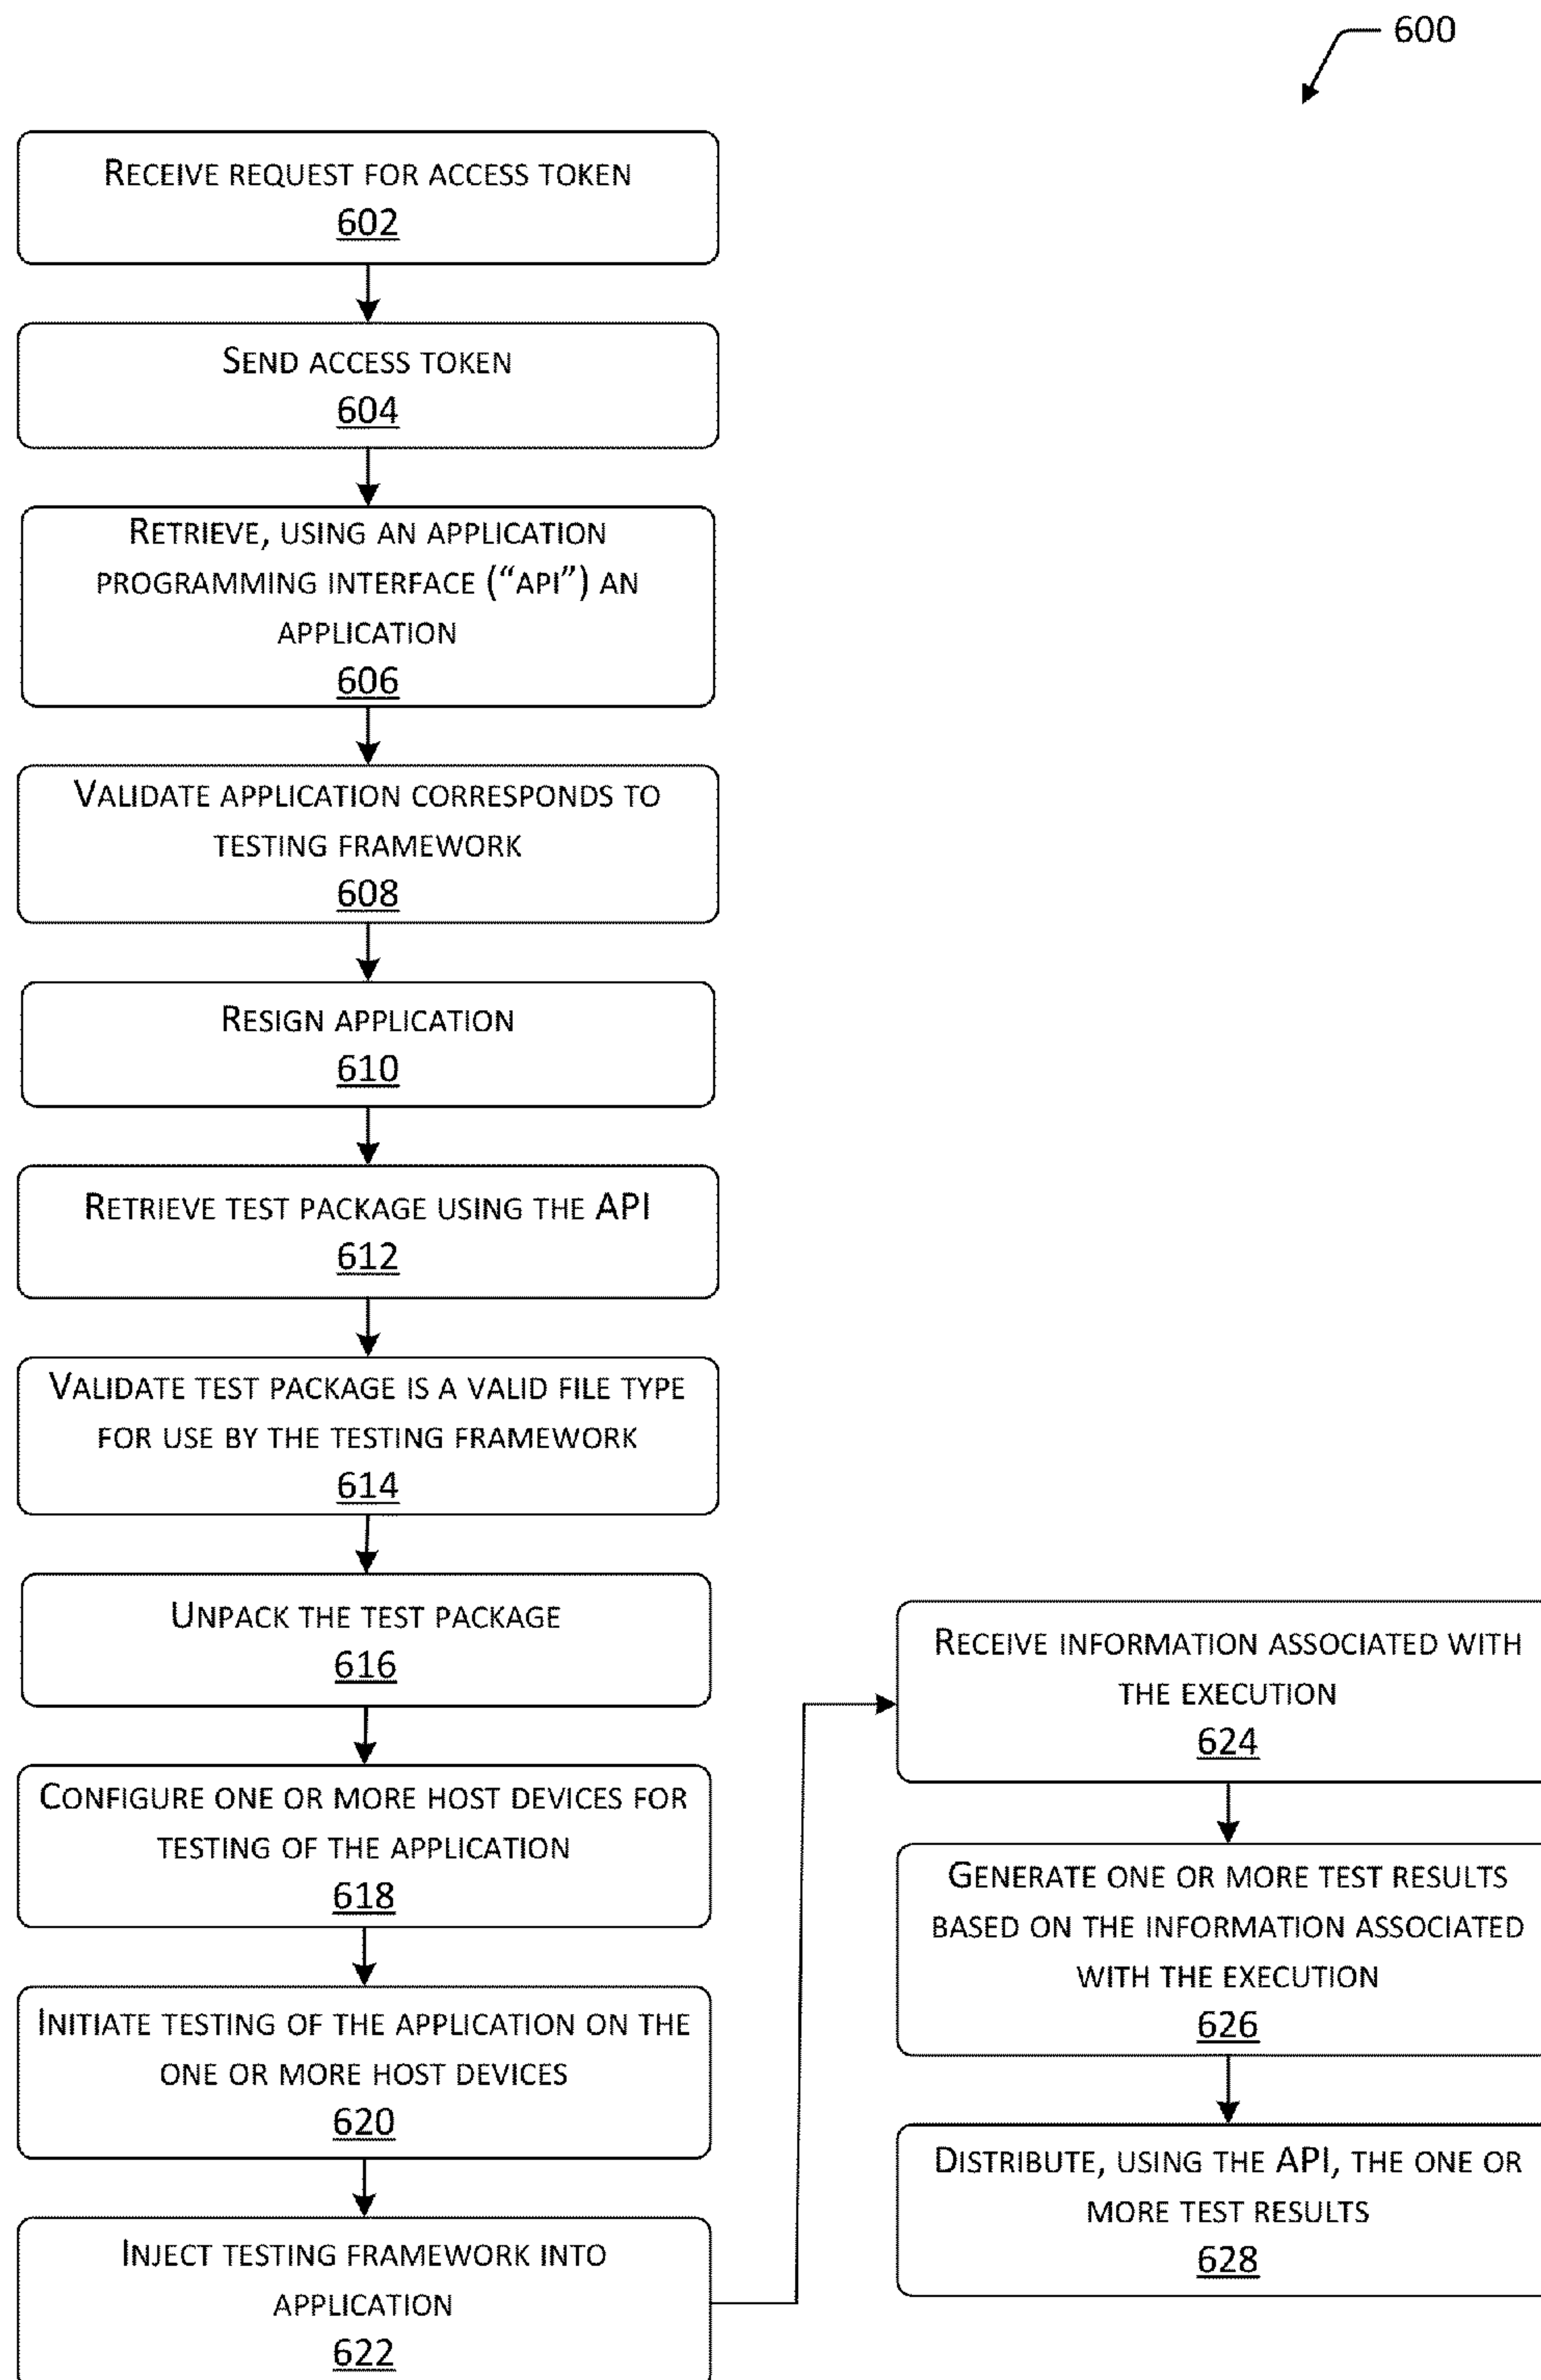 600
RECEIVE REQUEST FOR ACCESS TOKEN
602
SEND ACCESS TOKEN
604
RETRIEVE, USING AN APPLICATION
PROGRAMMING INTERFACE (“API”) AN
APPLICATION
606
VALIDATE APPLICATION CORRESPONDS TO
TESTING FRAMEWORK
608
RESIGN APPLICATION
610
RETRIEVE TEST PACKAGE USING THE API
612
VALIDATE TEST PACKAGE IS A VALID FILE TYPE
FOR USE BY THE TESTING FRAMEWORK
614
UNPACK THE TEST PACKAGE
616
CONFIGURE ONE OR MORE HOST DEVICES FOR
TESTING OF THE APPLICATION
618
INITIATE TESTING OF THE APPLICATION ON THE
ONE OR MORE HOST DEVICES
620
INJECT TESTING FRAMEWORK INTO
APPLICATION
622
RECEIVE INFORMATION ASSOCIATED WITH
THE EXECUTION
624
GENERATE ONE OR MORE TEST RESULTS
BASED ON THE INFORMATION ASSOCIATED
WITH THE EXECUTION
626
DISTRIBUTE, USING THE API, THE ONE OR
MORE TEST RESULTS
628